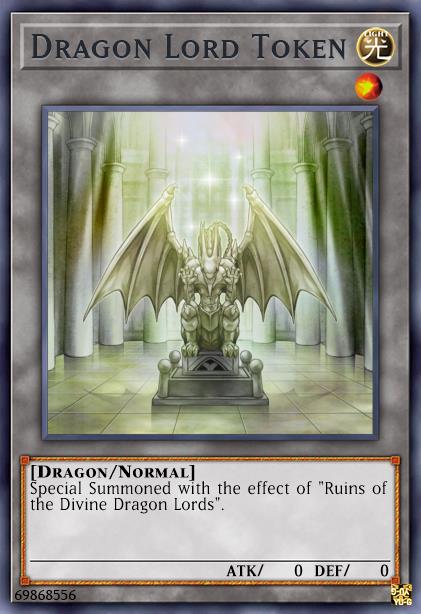 DRAGON LORD TOKEN
LIGHT
光
[DRAGON/NORMAL]
Special Summoned with the effect of "Ruins of
the Divine Dragon Lords".
ATK/ 0 DEF/ 0
69868556